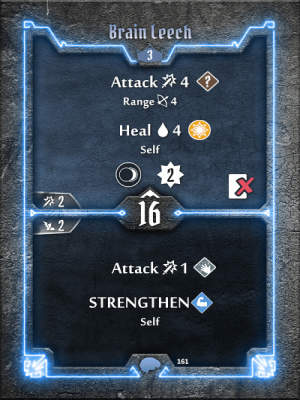 Brain Leech
3
Attack 4 ?
Range 4
Heal 4
Self
2
2
16
2
Attack 1
STRENGTHEN
Self
161